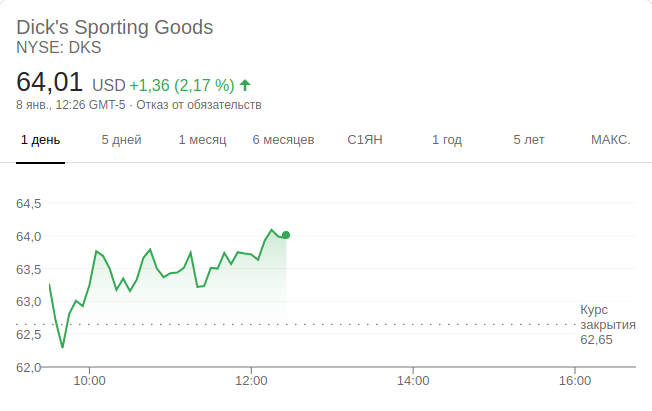 Dick's Sporting Goods
NYSE: DKS
64,01 USD +1,36 (2,17 %)
8 янв., 12:26 GMT-5 · Отказ от обязательств
1 день 5 дней 1 месяц 6 месяцев С1ЯН 1 год 5 лет МАКС.
64,5
64,0
63,5
63,0
62,5
62,0
Курс
закрытия
62,65
10:00 12:00 14:00 16:00